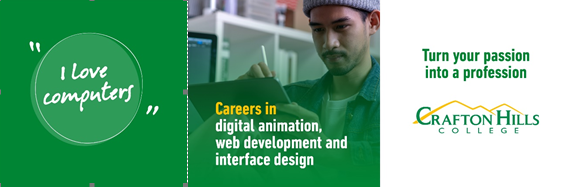 "
I love
computers
"
Careers in
digital animation,
web development and
interface design
Turn your passion
into a profession
CRAFTON HILLS
COLLEGE